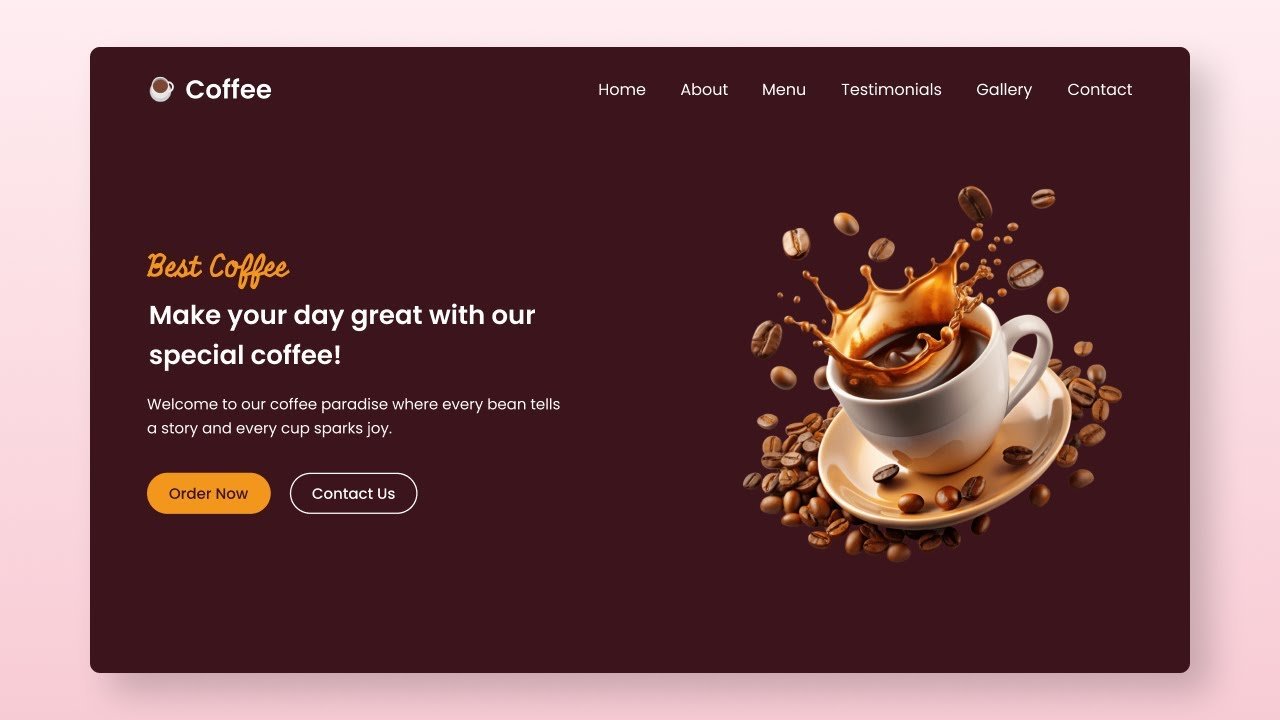 Coffee
Home About Menu Testimonials Gallery Contact
Best Coffee
Make your day great with our
special coffee!
Welcome to our coffee paradise where every bean tells
a story and every cup sparks joy.
Order Now Contact Us